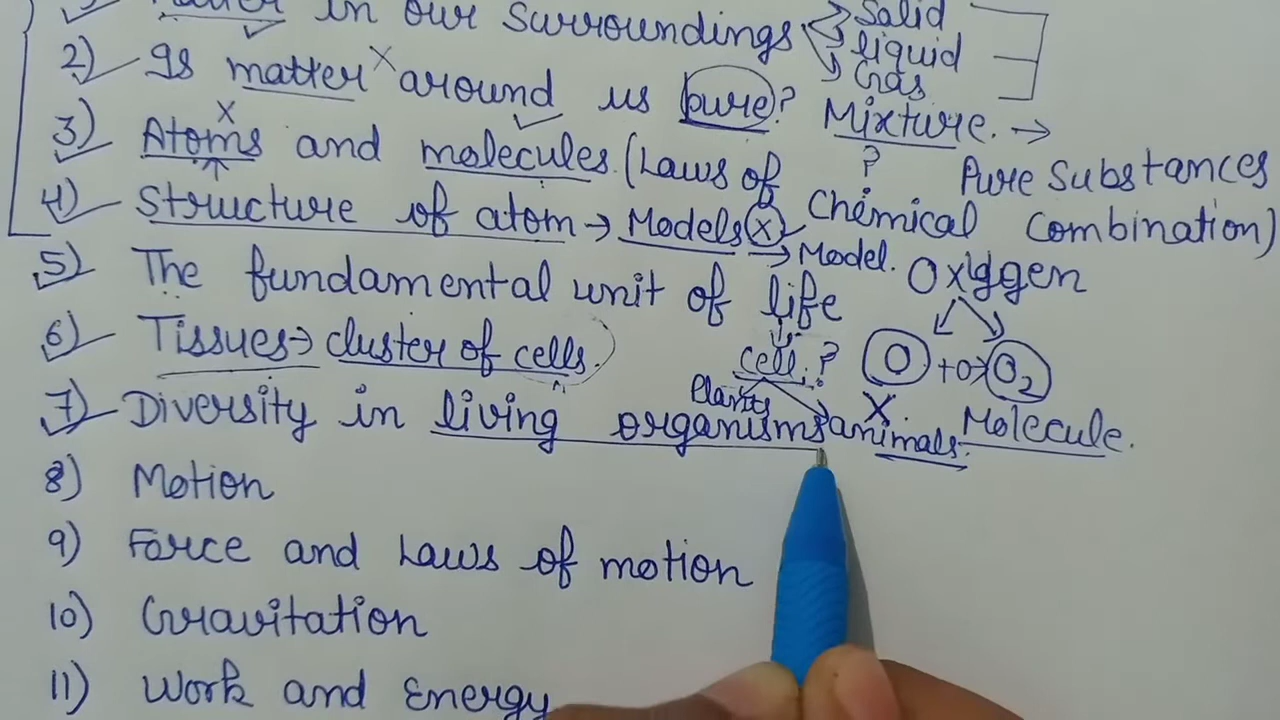 Matter in our surroundings Salid
liquid
Gas
2) Is matter x around us pure? Mixture. →
?
Pure Substances
3) x Atoms and molecules. (Laws of Chemical Combination)
4) Structure of atom → Models (x) → Model.
5) The fundamental unit of life
Oxygen
O + O → O2
x. Molecule.
cell.?
Plants animals.
6) Tissues → cluster of cells.
7) Diversity in living organisms
8) Motion
9) Force and Laws of motion
10) Gravitation
11) Work and Energy